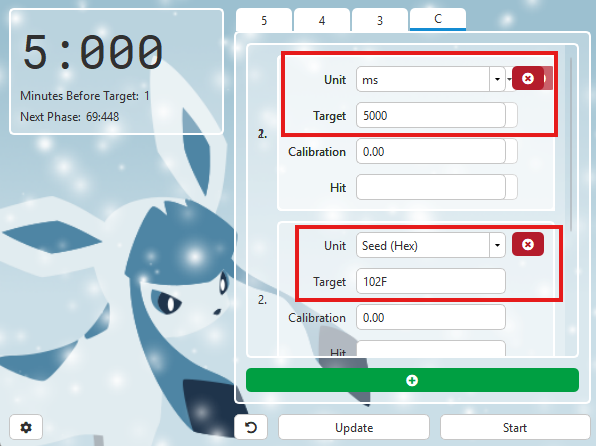 5:000
Minutes Before Target: 1
Next Phase: 69:448
5
4
3
C
2.
Unit
ms
Target
5000
Calibration
0.00
Hit
2.
Unit
Seed (Hex)
Target
102F
Calibration
0.00
Hit
Update
Start